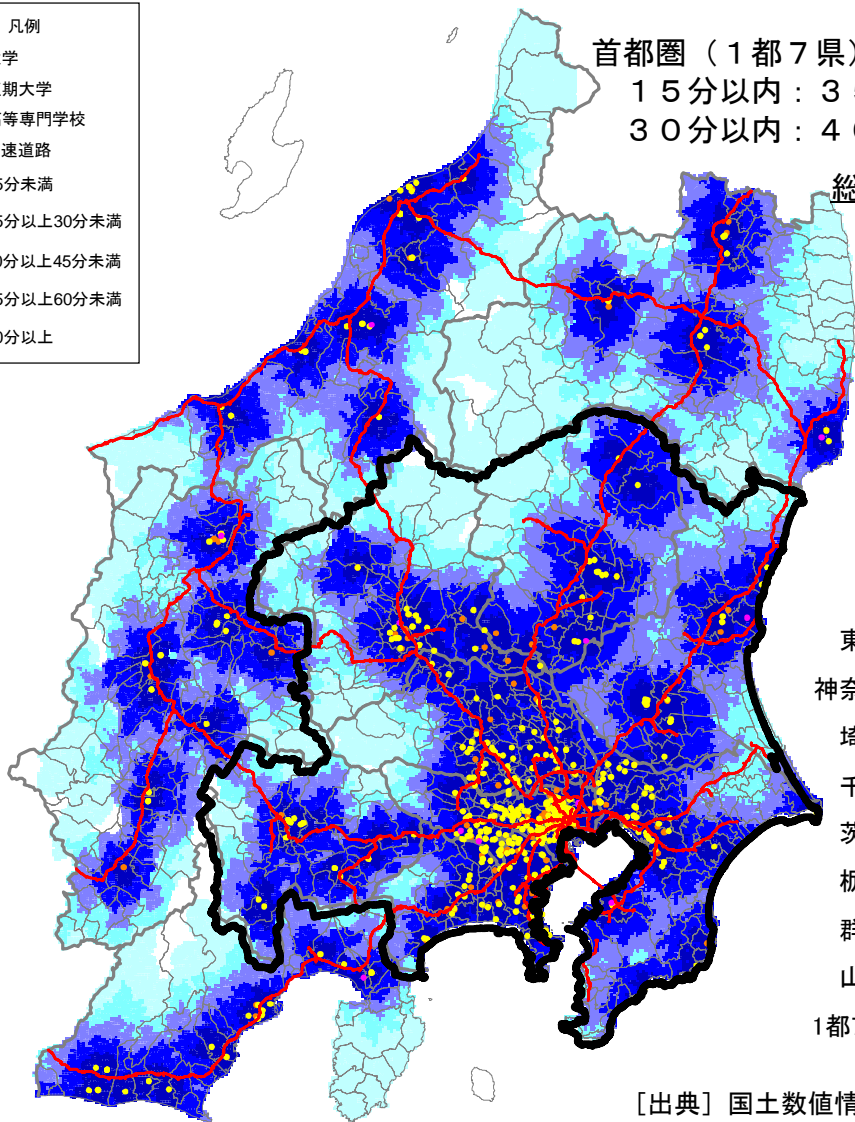 凡例
学
期大学
等専門学校
速道路
5分未満
5分以上30分未満
0分以上45分未満
5分以上60分未満
0分以上
首都圏（１都７県）
１５分以内：３
３０分以内：４
総
東
神奈
埼
千
茨
栃
群
山
1都7
［出典］国土数値情